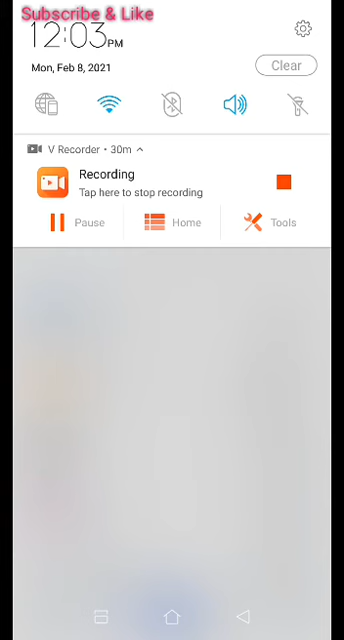 Subscribe & Like
12:03PM
Mon, Feb 8, 2021
Clear
V Recorder • 30m
Recording
Tap here to stop recording
Pause
Home
Tools